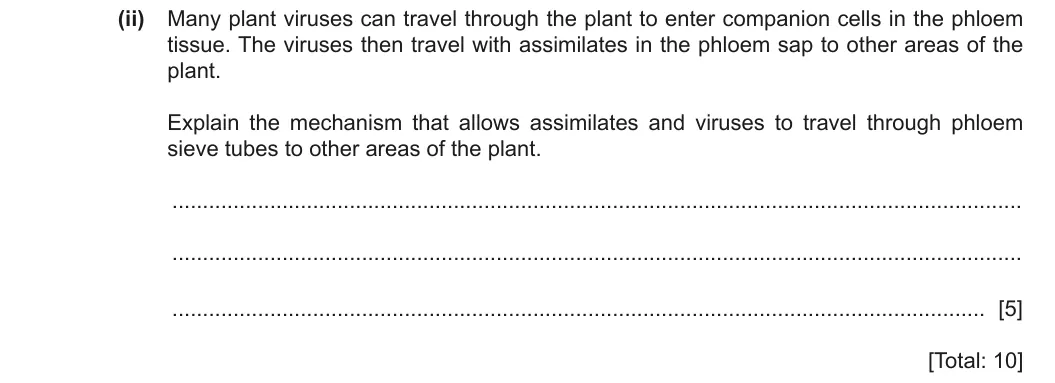 (ii) Many plant viruses can travel through the plant to enter companion cells in the phloem
tissue. The viruses then travel with assimilates in the phloem sap to other areas of the
plant.
Explain the mechanism that allows assimilates and viruses to travel through phloem
sieve tubes to other areas of the plant.
..........................................................................................................................................
..........................................................................................................................................
.................................................................................................................................... [5]
[Total: 10]